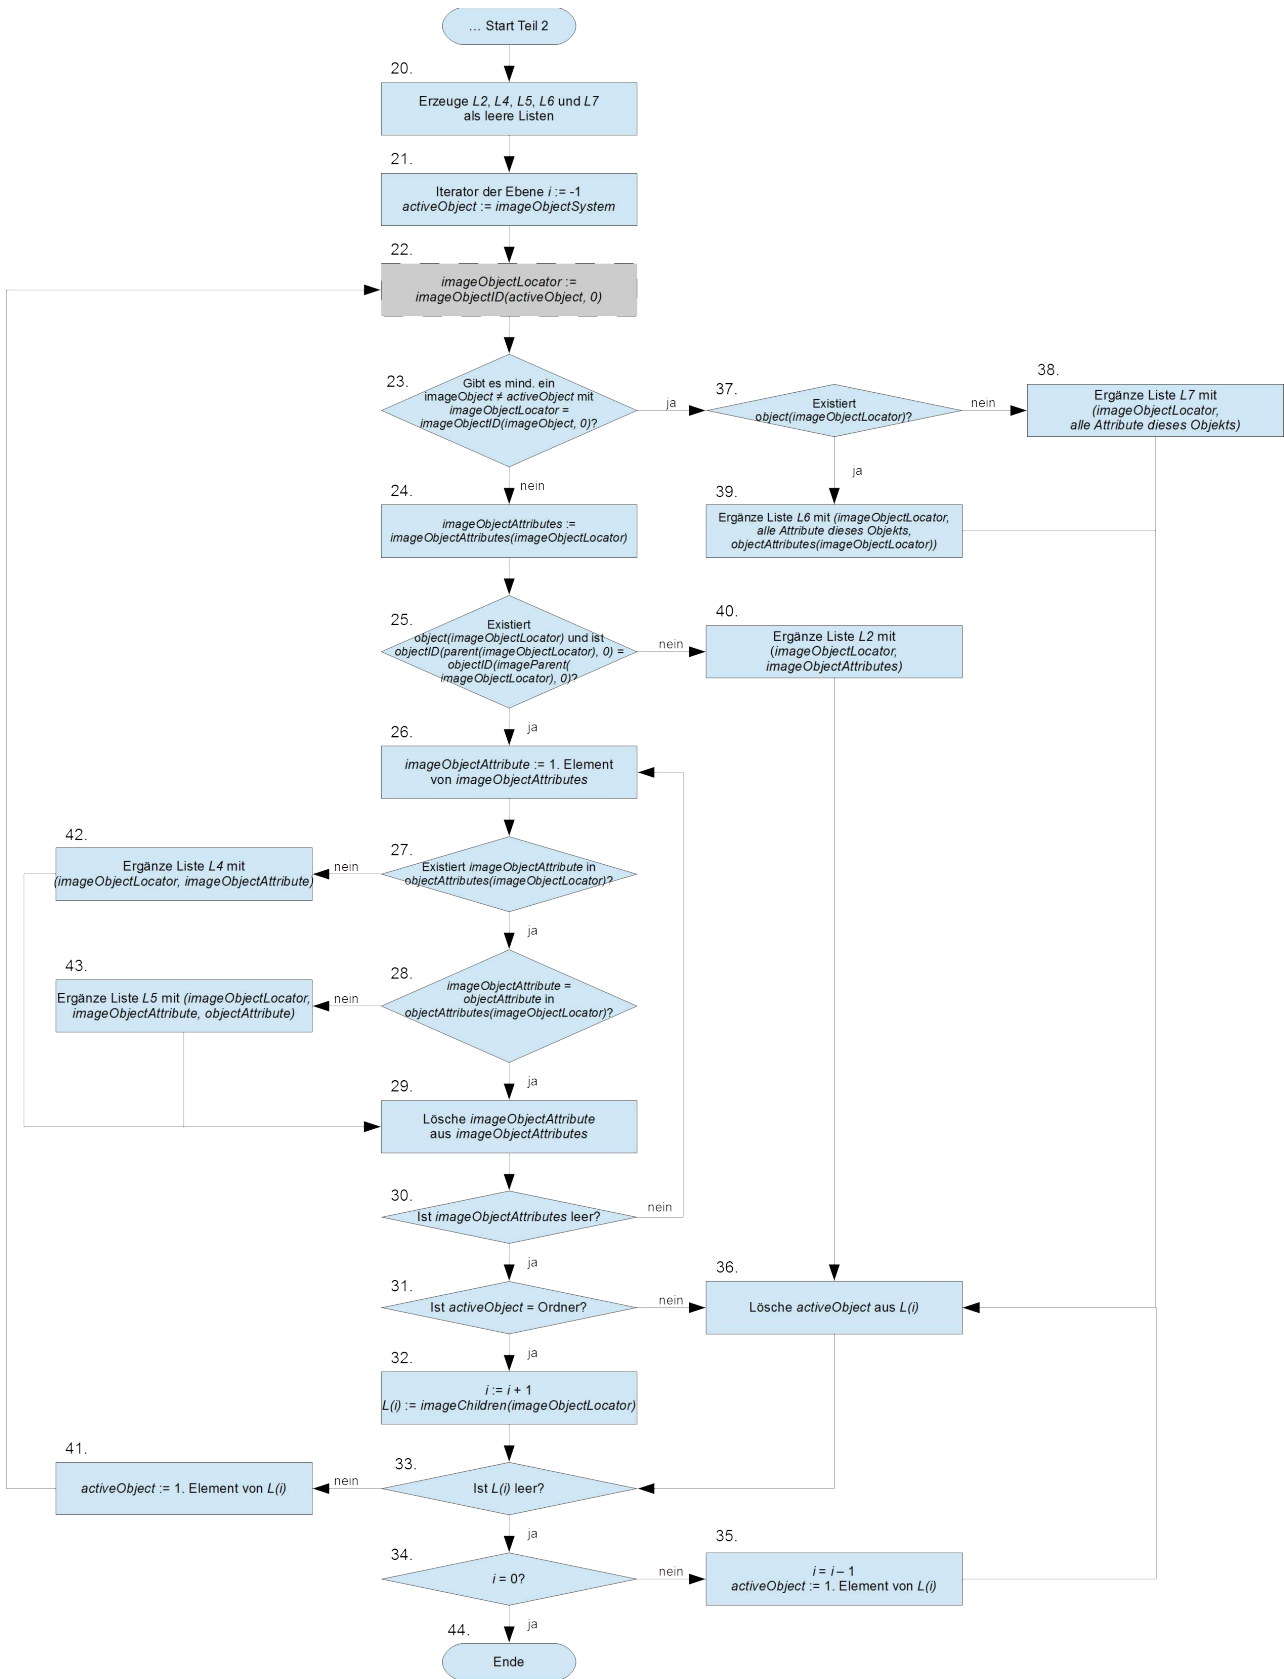 ... Start Teil 2
20.
Erzeuge L2, L4, L5, L6 und L7
als leere Listen
21.
Iterator der Ebene i := -1
activeObject := imageObjectSystem
22.
imageObjectLocator :=
imageObjectID(activeObject, 0)
23.
Gibt es mind. ein
imageObject ≠ activeObject mit
imageObjectLocator =
imageObjectID(imageObject, 0)?
ja
nein
37.
Existiert
object(imageObjectLocator)?
nein
ja
38.
Ergänze Liste L7 mit
(imageObjectLocator,
alle Attribute dieses Objekts)
24.
imageObjectAttributes :=
imageObjectAttributes(imageObjectLocator)
39.
Ergänze Liste L6 mit (imageObjectLocator,
alle Attribute dieses Objekts,
objectAttributes(imageObjectLocator))
25.
Existiert
object(imageObjectLocator) und ist
objectID(parent(imageObjectLocator), 0) =
objectID(imageParent(
imageObjectLocator), 0)?
nein
ja
40.
Ergänze Liste L2 mit
(imageObjectLocator,
imageObjectAttributes)
26.
imageObjectAttribute := 1. Element
von imageObjectAttributes
27.
Existiert imageObjectAttribute in
objectAttributes(imageObjectLocator)?
nein
ja
42.
Ergänze Liste L4 mit
(imageObjectLocator, imageObjectAttribute)
28.
imageObjectAttribute =
objectAttribute in
objectAttributes(imageObjectLocator)?
nein
ja
43.
Ergänze Liste L5 mit (imageObjectLocator,
imageObjectAttribute, objectAttribute)
29.
Lösche imageObjectAttribute
aus imageObjectAttributes
30.
Ist imageObjectAttributes leer?
nein
ja
31.
Ist activeObject = Ordner?
nein
ja
36.
Lösche activeObject aus L(i)
32.
i := i + 1
L(i) := imageChildren(imageObjectLocator)
33.
Ist L(i) leer?
nein
ja
41.
activeObject := 1. Element von L(i)
34.
i = 0?
nein
ja
35.
i = i – 1
activeObject := 1. Element von L(i)
44.
Ende